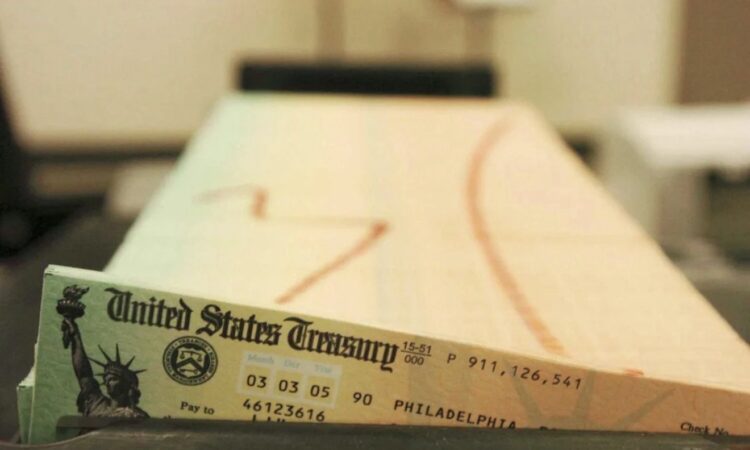 United States Treasury 15-51 000 P 911,126,541
Month Day Year
03 03 05 90 PHILADELPHIA,
Check No.
Pay to 46123616